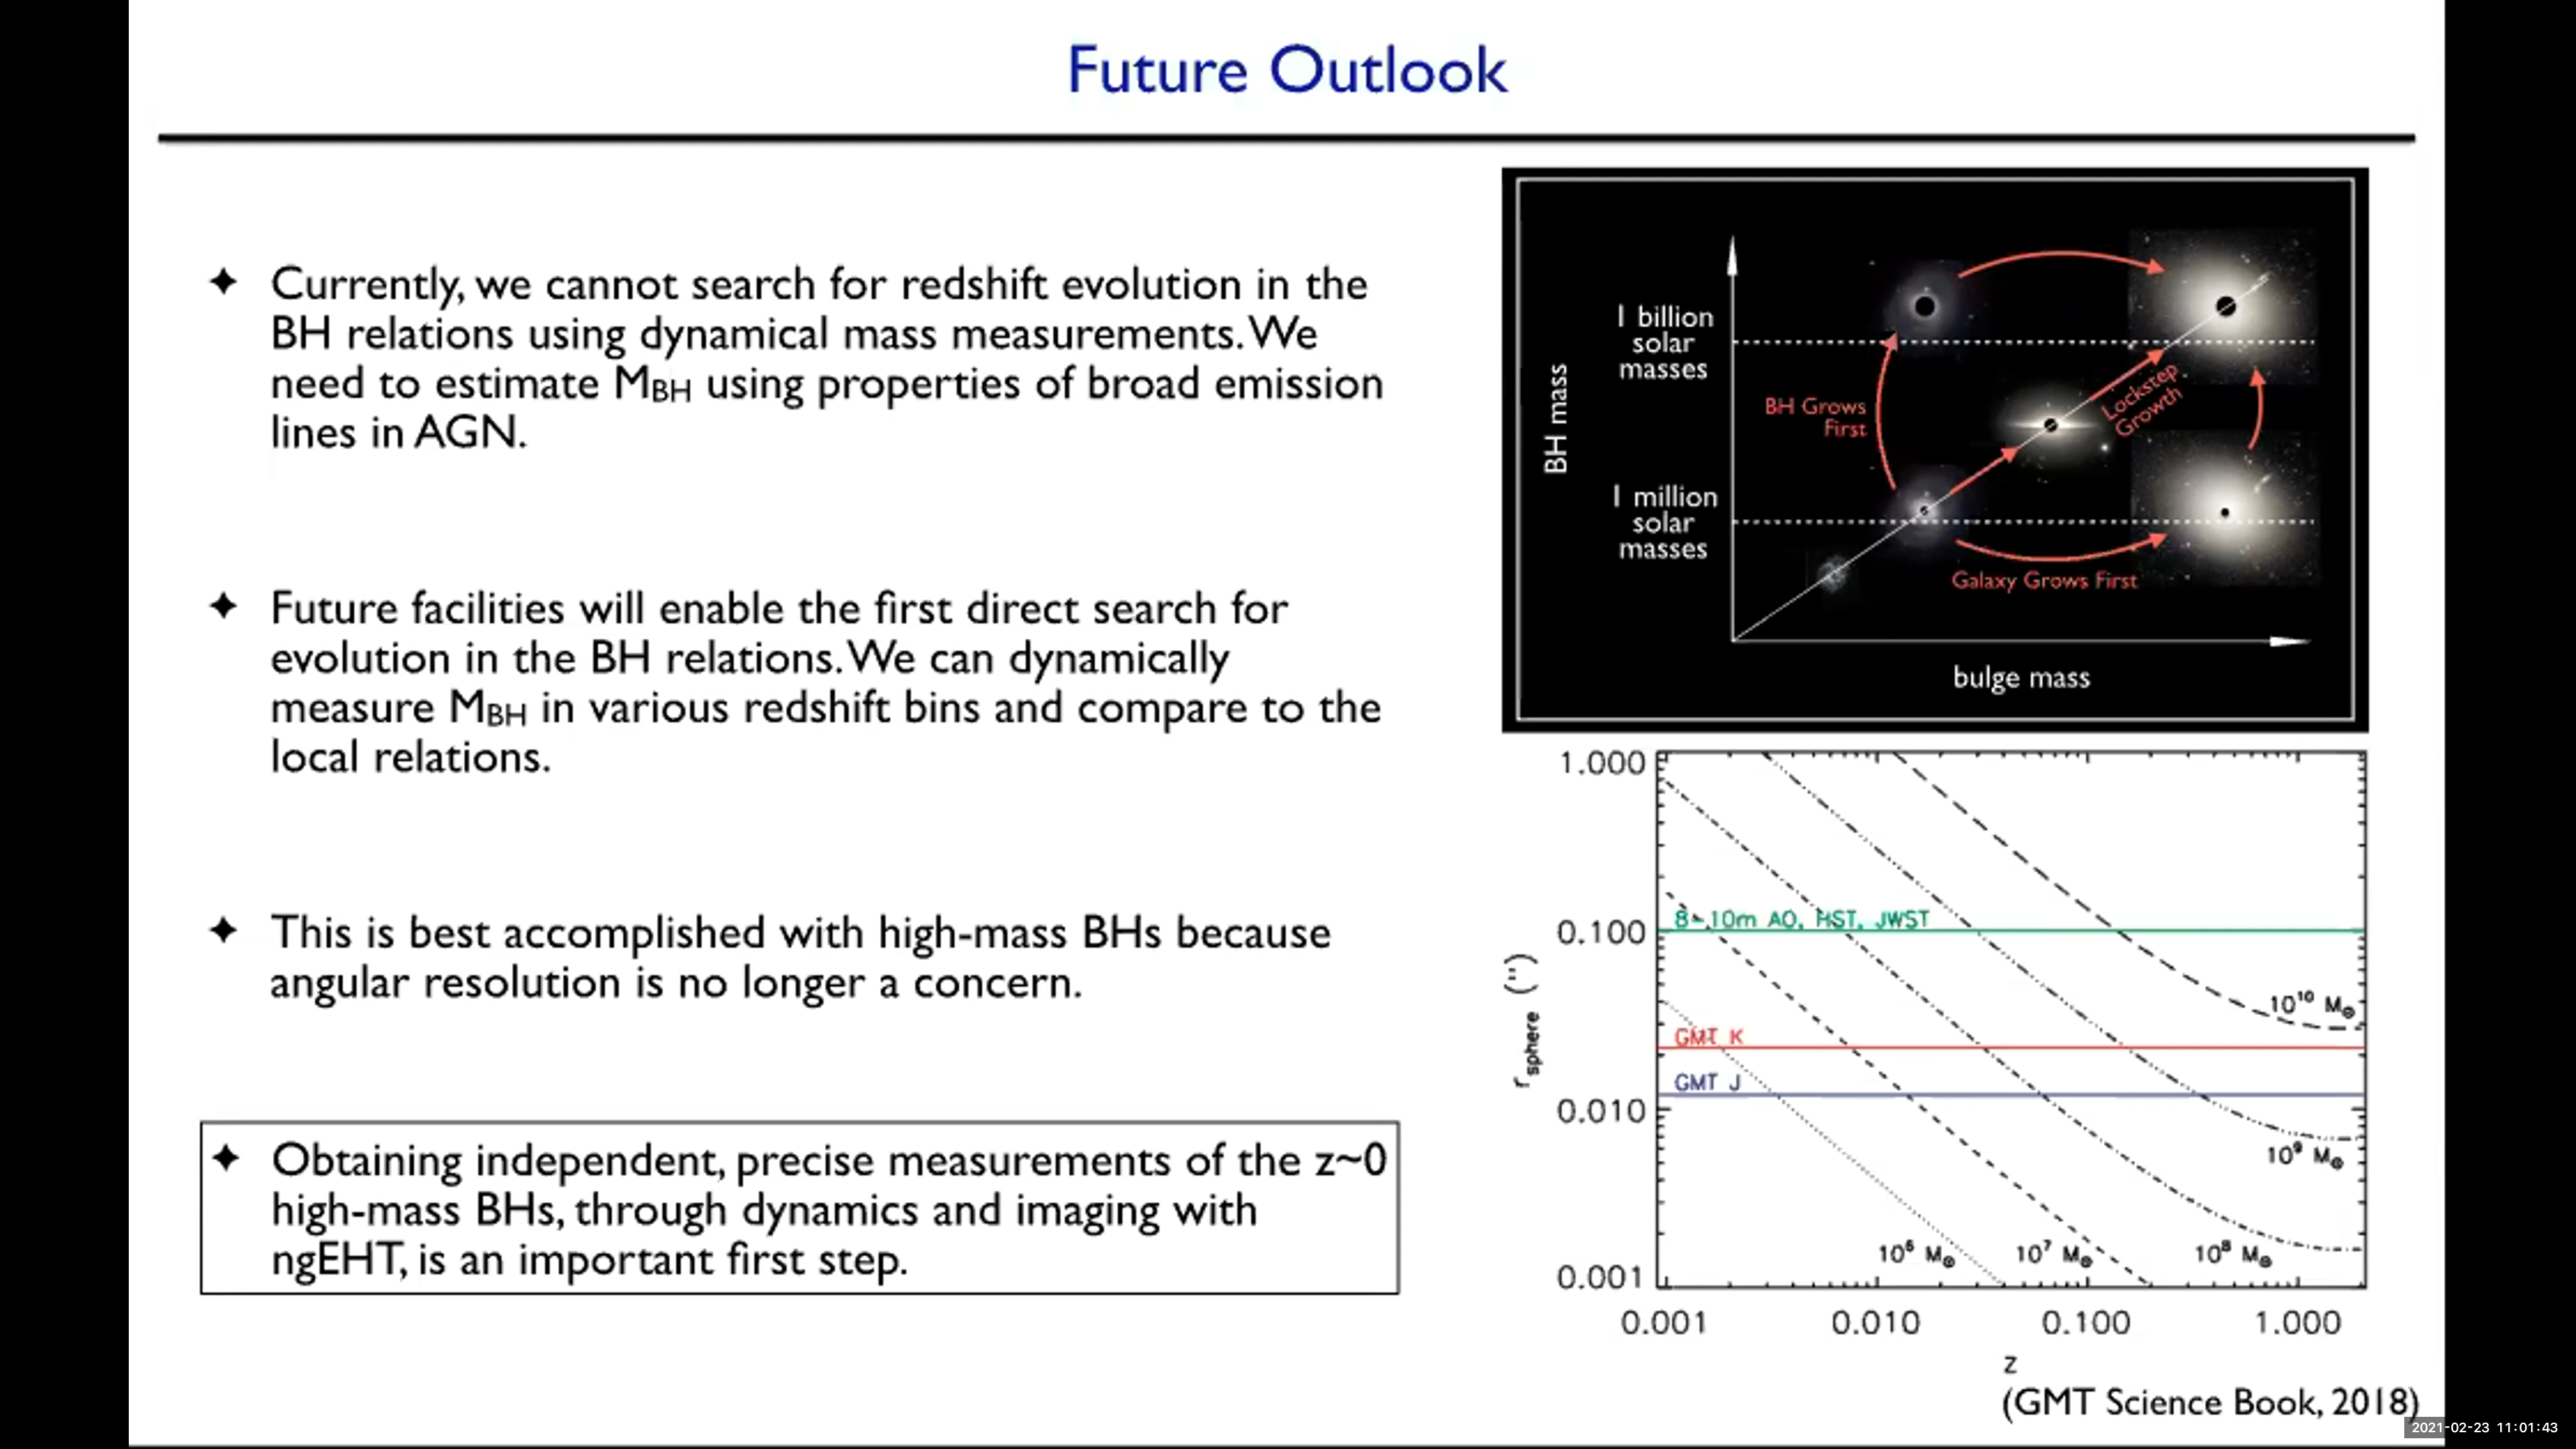 Future Outlook
✦ Currently, we cannot search for redshift evolution in the
BH relations using dynamical mass measurements. We
need to estimate M_BH using properties of broad emission
lines in AGN.
✦ Future facilities will enable the first direct search for
evolution in the BH relations. We can dynamically
measure M_BH in various redshift bins and compare to the
local relations.
✦ This is best accomplished with high-mass BHs because
angular resolution is no longer a concern.
✦ Obtaining independent, precise measurements of the z~0
high-mass BHs, through dynamics and imaging with
ngEHT, is an important first step.
BH mass
1 billion
solar
masses
1 million
solar
masses
BH Grows
First
Lockstep
Growth
Galaxy Grows First
bulge mass
1.000
0.100
0.010
0.001
r_sphere (")
8-10m AO, HST, JWST
GMT K
GMT J
10¹⁰ M⊙
10⁹ M⊙
10⁶ M⊙
10⁷ M⊙
10⁸ M⊙
0.001
0.010
0.100
1.000
z
(GMT Science Book, 2018)
2021-02-23 11:01:43